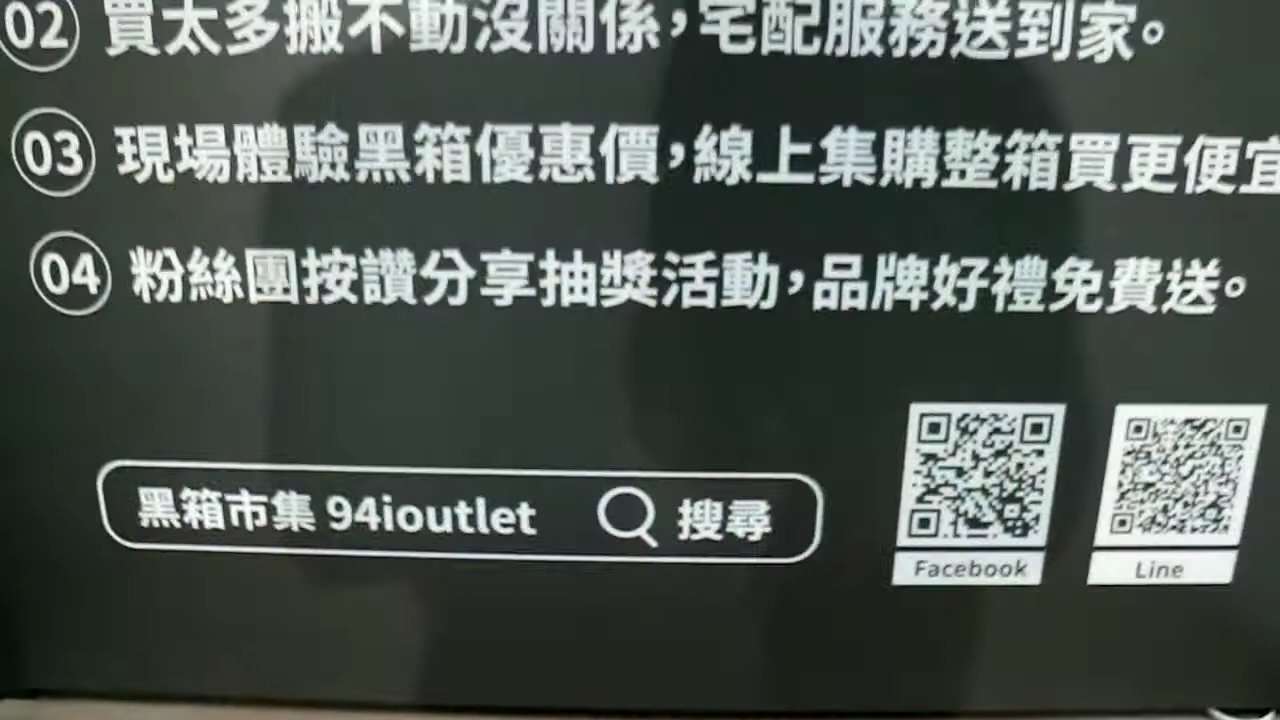 02 買太多搬不動沒關係，宅配服務送到家。
03 現場體驗黑箱優惠價，線上集購整箱買更便宜
04 粉絲團按讚分享抽獎活動，品牌好禮免費送。
黑箱市集 94ioutlet 搜尋
Facebook
Line